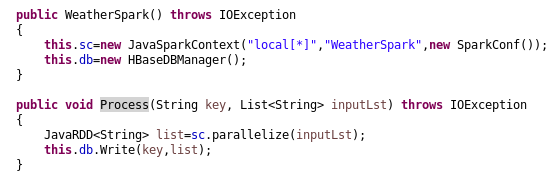 public WeatherSpark() throws IOException
{
    this.sc=new JavaSparkContext("local[*]","WeatherSpark",new SparkConf());
    this.db=new HBaseDBManager();
}

public void Process(String key, List<String> inputLst) throws IOException
{
    JavaRDD<String> list=sc.parallelize(inputLst);
    this.db.Write(key,list);
}